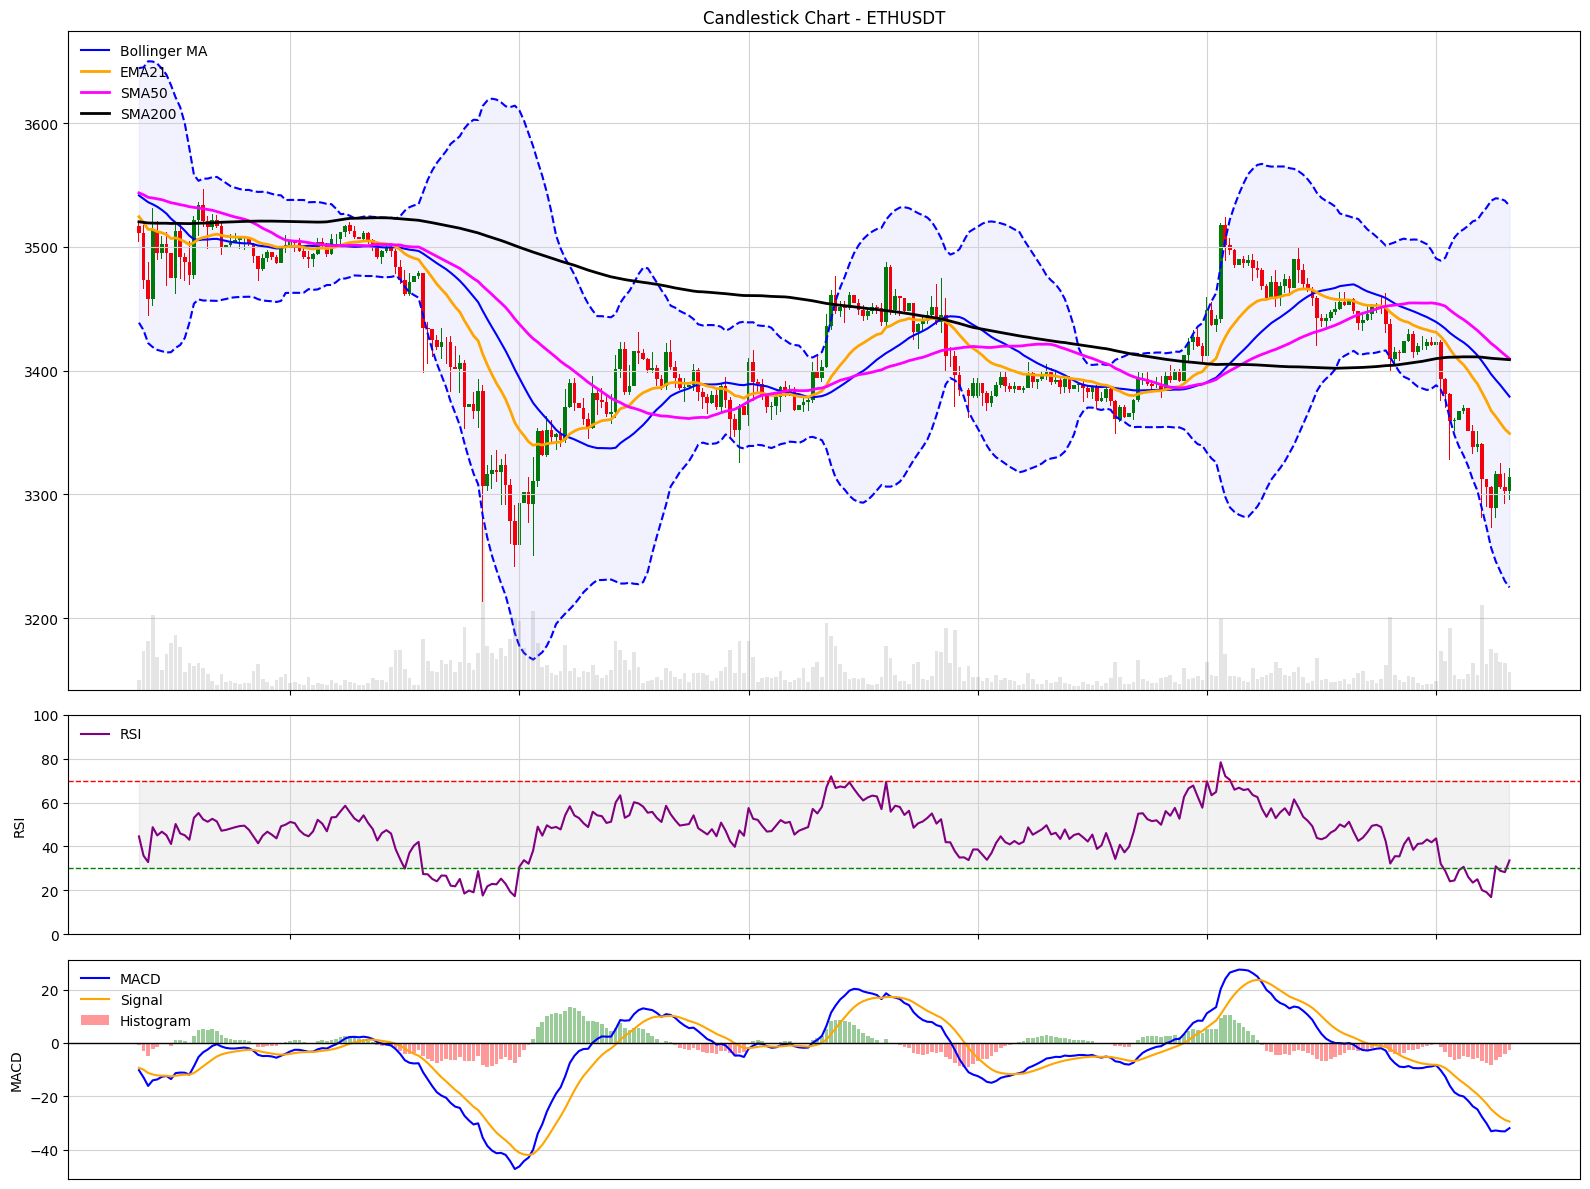 Candlestick Chart - ETHUSDT
Bollinger MA
EMA21
SMA50
SMA200
3600
3500
3400
3300
3200
RSI
100
80
60
40
20
0
RSI
MACD
Signal
Histogram
20
0
−20
−40
MACD